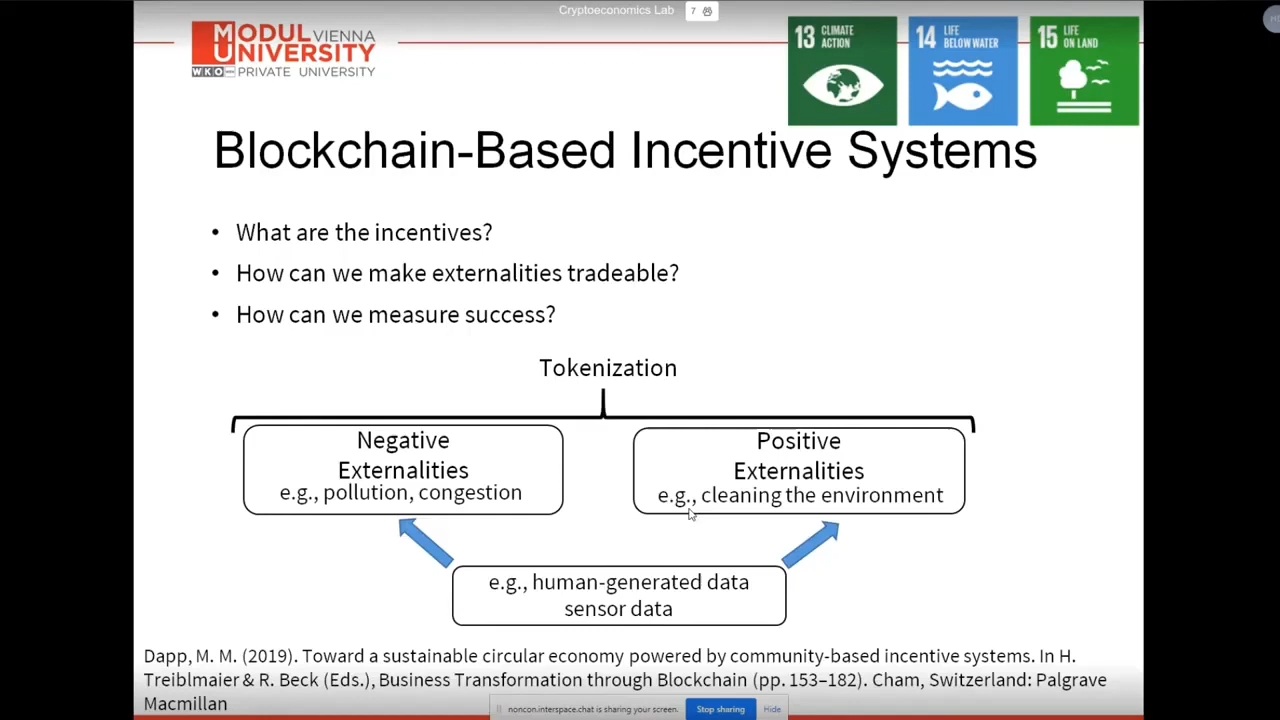 Cryptoeconomics Lab 7
MODUL VIENNA
UNIVERSITY
WKO PRIVATE UNIVERSITY
13 CLIMATE
ACTION
14 LIFE
BELOW WATER
15 LIFE
ON LAND
Blockchain-Based Incentive Systems
• What are the incentives?
• How can we make externalities tradeable?
• How can we measure success?
Tokenization
Negative
Externalities
e.g., pollution, congestion
Positive
Externalities
e.g., cleaning the environment
e.g., human-generated data
sensor data
Dapp, M. M. (2019). Toward a sustainable circular economy powered by community-based incentive systems. In H.
Treiblmaier & R. Beck (Eds.), Business Transformation through Blockchain (pp. 153–182). Cham, Switzerland: Palgrave
Macmillan
noncon.interspace.chat is sharing your screen. Stop sharing Hide